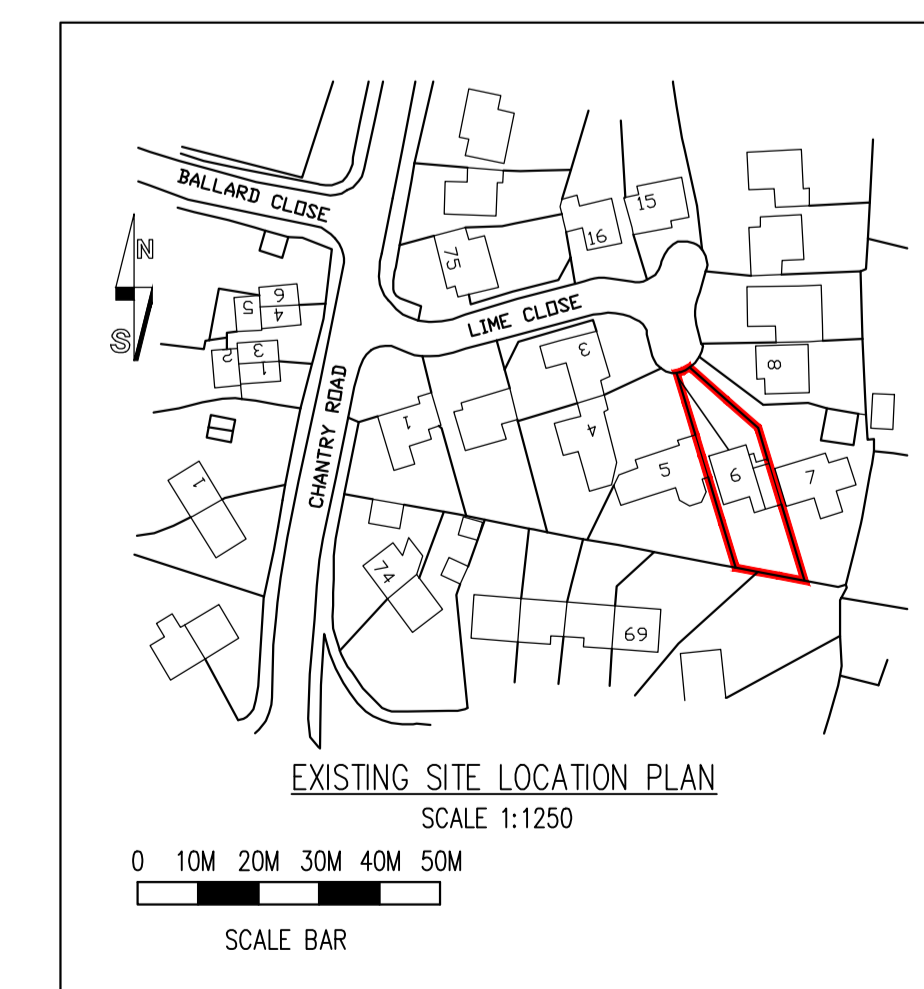 BALLARD CLOSE
N
S
75
16
15
LIME CLOSE
6
5
4
3
2
1
CHANTRY ROAD
1
3
4
8
5
6
7
1
74
69
EXISTING SITE LOCATION PLAN
SCALE 1:1250
0 10M 20M 30M 40M 50M
SCALE BAR